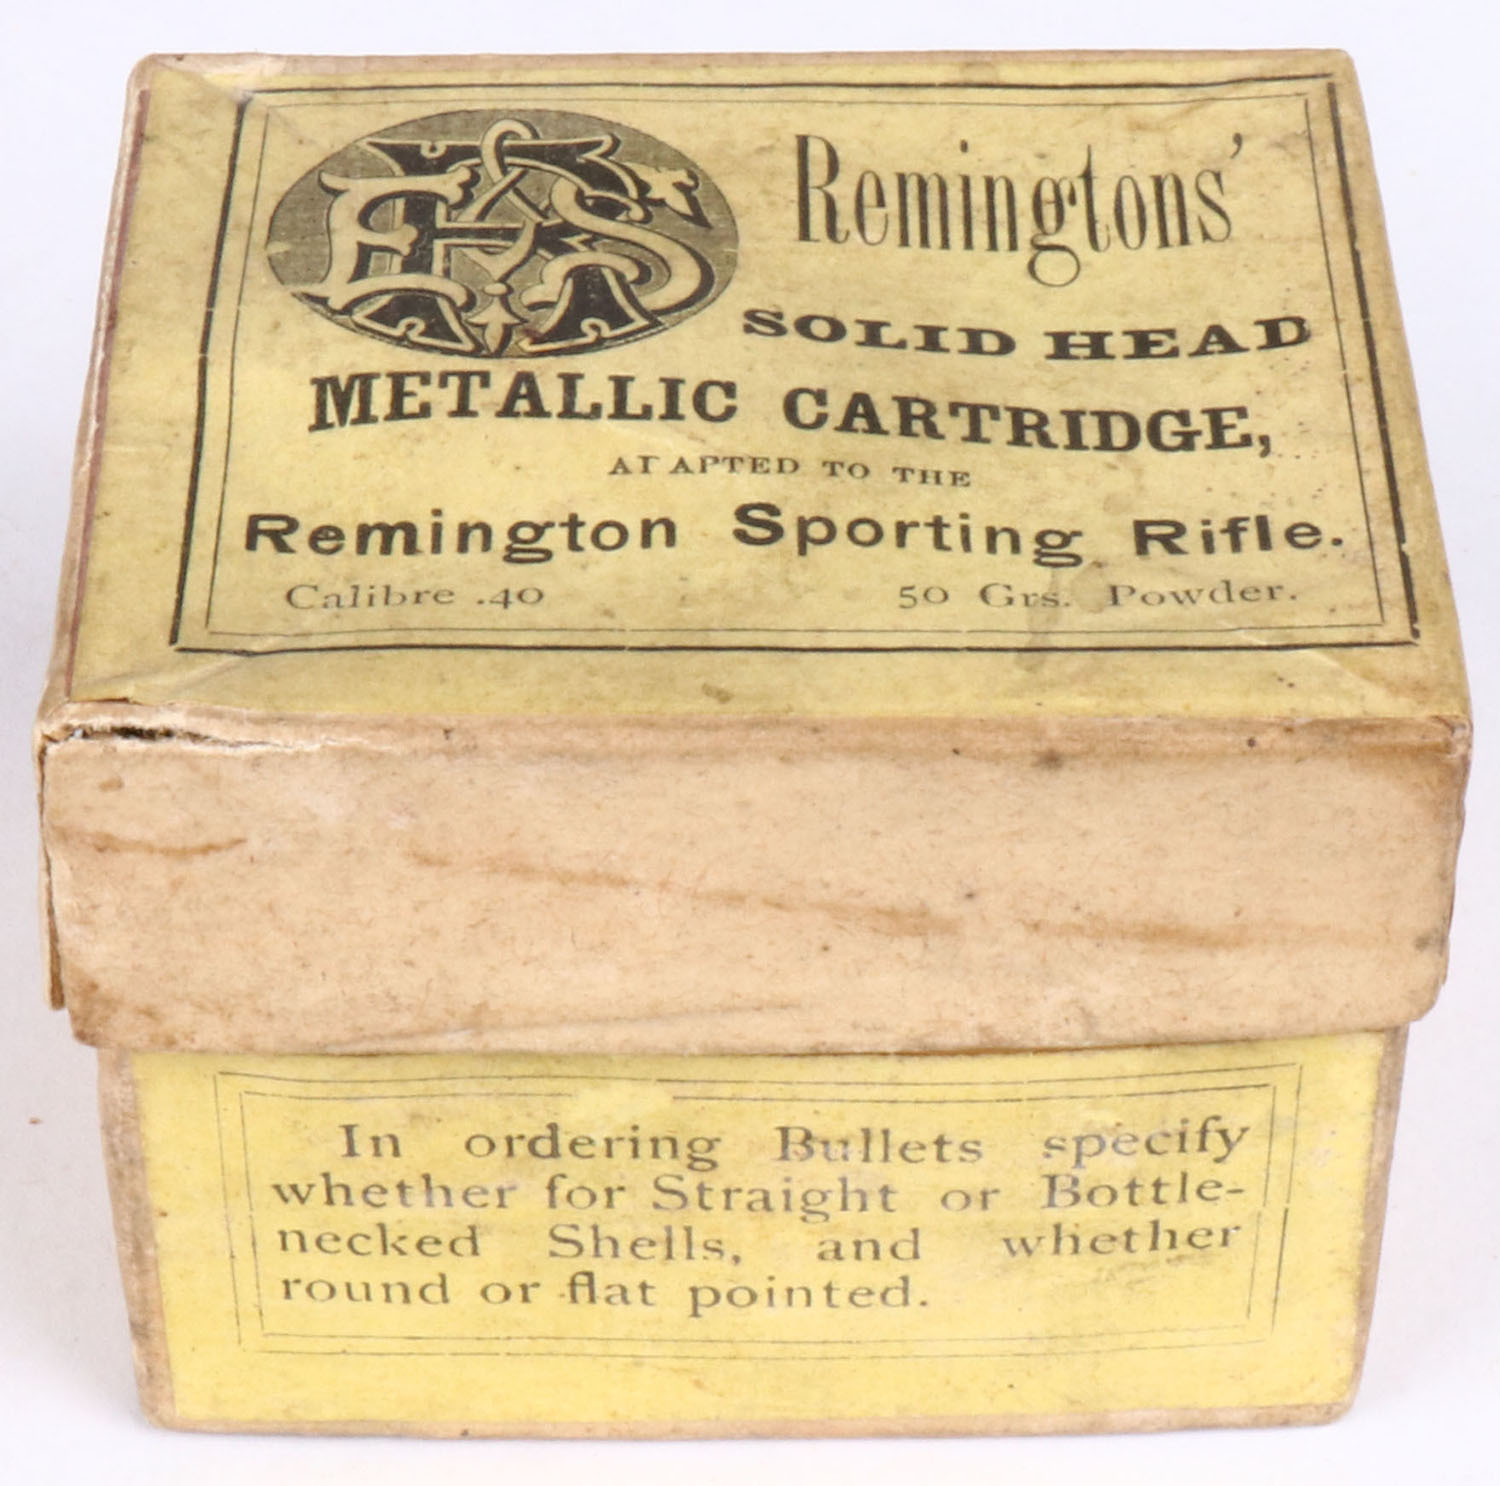 Remingtons'
SOLID HEAD
METALLIC CARTRIDGE,
ADAPTED TO THE
Remington Sporting Rifle.
Calibre .40 50 Grs. Powder.
In ordering Bullets specify
whether for Straight or Bottle-
necked Shells, and whether
round or flat pointed.